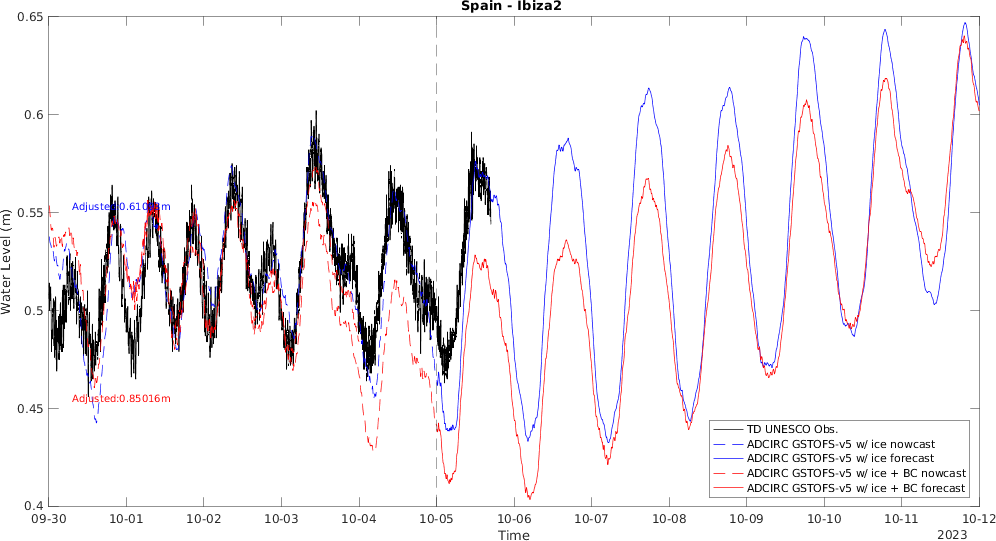 Spain - Ibiza2
0.65
0.6
0.55
0.5
0.45
0.4
Water Level (m)
Adjusted:0.610 m
Adjusted:0.85016m
TD UNESCO Obs.
ADCIRC GSTOFS-v5 w/ ice nowcast
ADCIRC GSTOFS-v5 w/ ice forecast
ADCIRC GSTOFS-v5 w/ ice + BC nowcast
ADCIRC GSTOFS-v5 w/ ice + BC forecast
09-30 10-01 10-02 10-03 10-04 10-05 10-06 10-07 10-08 10-09 10-10 10-11 10-12
Time
2023